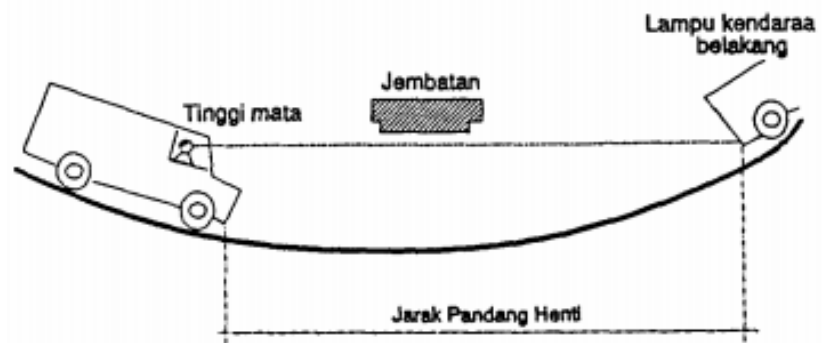 Lampu kendaraa
belakang
Jembatan
Tinggi mata
Jarak Pandang Henti